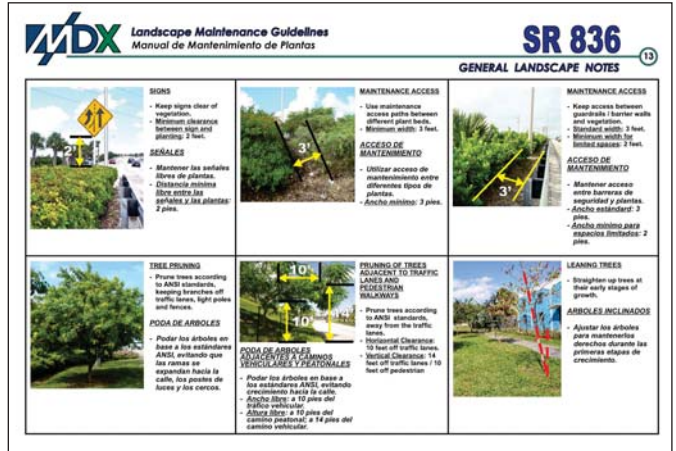 MDX
Landscape Maintenance Guidelines
Manual de Mantenimiento de Plantas
SR 836
GENERAL LANDSCAPE NOTES
13
SIGNS
- Keep signs clear of
vegetation.
- Minimum clearance
between sign and
planting: 2 feet.
SEÑALES
- Mantener las señales
libres de plantas.
- Distancia mínima
libre entre las
señales y las plantas:
2 pies.
2'
MAINTENANCE ACCESS
- Use maintenance
access paths between
different plant beds.
- Minimum width: 3 feet.
ACCESO DE
MANTENIMIENTO
- Utilizar acceso de
mantenimiento entre
diferentes tipos de
plantas.
- Ancho mínimo: 3 pies.
3'
MAINTENANCE ACCESS
- Keep access between
guardrails / barrier walls
and vegetation.
- Standard width: 3 feet.
- Minimum width for
limited spaces: 2 feet.
ACCESO DE
MANTENIMIENTO
- Mantener acceso
entre barreras de
seguridad y plantas.
- Ancho estándard: 3
pies.
- Ancho mínimo para
espacios limitados: 2
pies.
3'
TREE PRUNING
- Prune trees according
to ANSI standards,
keeping branches off
traffic lanes, light poles
and fences.
PODA DE ARBOLES
- Podar los árboles en
base a los estándares
ANSI, evitando que
las ramas se
expandan hacia la
calle, los postes de
luces y los cercos.
10'
10'
PRUNING OF TREES
ADJACENT TO TRAFFIC
LANES AND
PEDESTRIAN
WALKWAYS
- Prune trees according
to ANSI standards,
away from the traffic
lanes.
- Horizontal Clearance:
10 feet off traffic lanes.
- Vertical Clearance: 14
feet off traffic lanes / 10
feet off pedestrian
PODA DE ARBOLES
ADJACENTES A CAMINOS
VEHICULARES Y PEATONALES
- Podar los árboles en base a
los estándares ANSI, evitando
crecimiento hacia la calle.
- Ancho libre: a 10 pies del
tráfico vehicular.
- Altura libre: a 10 pies del
camino peatonal; a 14 pies del
camino vehicular.
LEANING TREES
- Straighten up trees at
their early stages of
growth.
ARBOLES INCLINADOS
- Ajustar los árboles
para mantenerlos
derechos durante las
primeras etapas de
crecimiento.